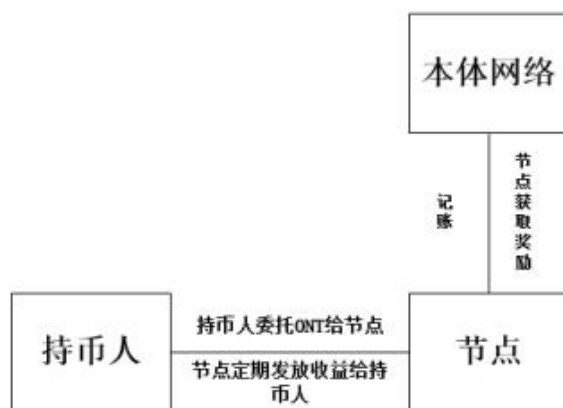 本体网络
记账
节点获取奖励
持币人
持币人委托ONT给节点
节点定期发放收益给持
币人
节点